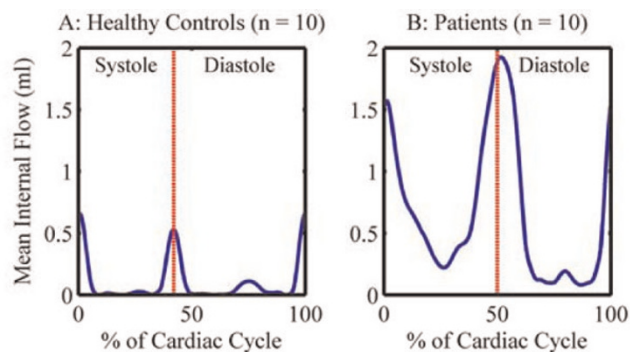 A: Healthy Controls (n = 10)
B: Patients (n = 10)
Mean Internal Flow (ml)
2
1.5
1
0.5
0
Systole
Diastole
0
50
100
% of Cardiac Cycle
2
1.5
1
0.5
0
Systole
Diastole
0
50
100
% of Cardiac Cycle